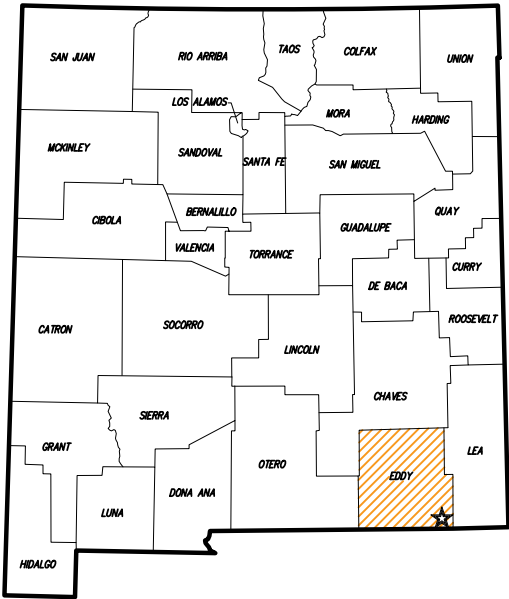 SAN JUAN
RIO ARRIBA
TAOS
COLFAX
UNION
LOS ALAMOS
MORA
HARDING
MCKINLEY
SANDOVAL
SANTA FE
SAN MIGUEL
CIBOLA
BERNALILLO
GUADALUPE
QUAY
VALENCIA
TORRANCE
CURRY
DE BACA
ROOSEVELT
CATRON
SOCORRO
LINCOLN
CHAVES
SIERRA
GRANT
OTERO
EDDY
LEA
LUNA
DONA ANA
HIDALGO